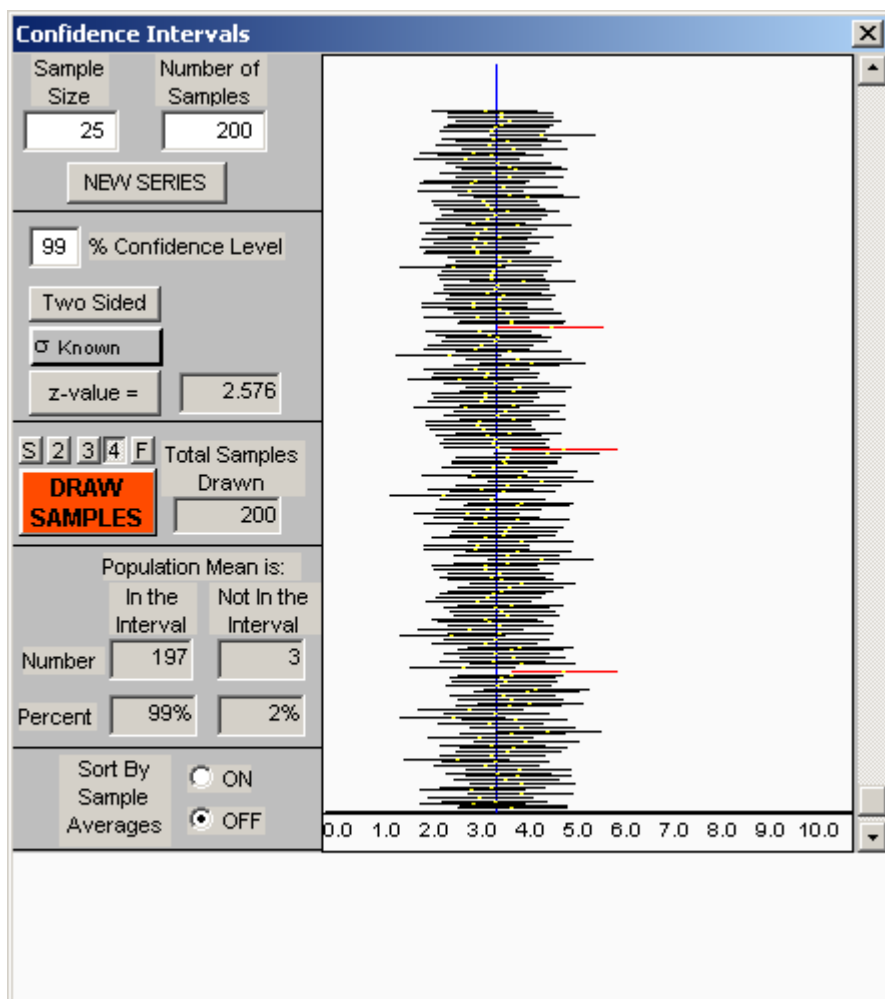 Confidence Intervals
Sample Number of
Size Samples
25 200
NEW SERIES
99 % Confidence Level
Two Sided
σ Known
z-value = 2.576
S 2 3 4 F Total Samples
DRAW Drawn
SAMPLES 200
Population Mean is:
In the Not In the
Interval Interval
Number 197 3
Percent 99% 2%
Sort By
Sample ON
Averages OFF
0.0 1.0 2.0 3.0 4.0 5.0 6.0 7.0 8.0 9.0 10.0